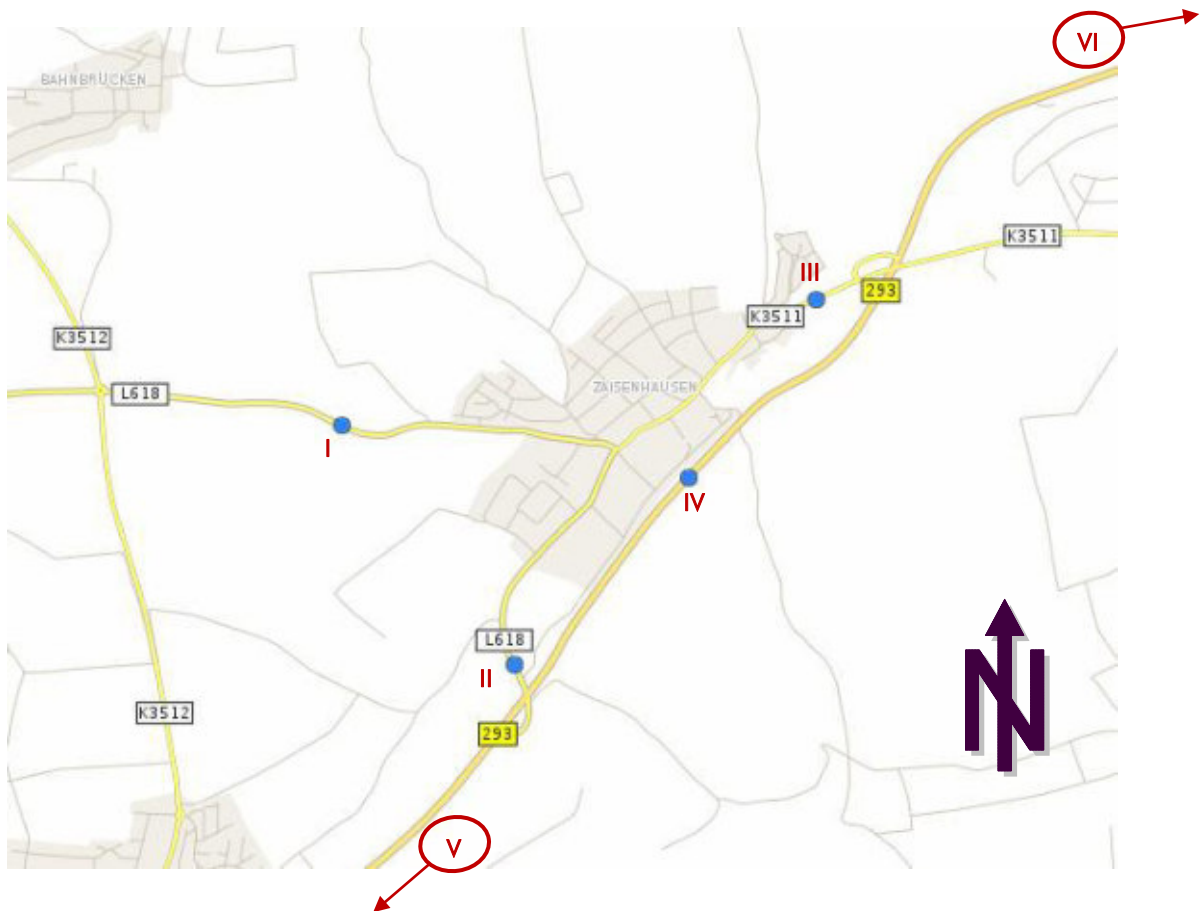 VI
BAHNBRÜCKEN
K3511
III
293
K3511
K3512
ZAISENHAUSEN
L618
I
IV
L618
II
N
K3512
293
V